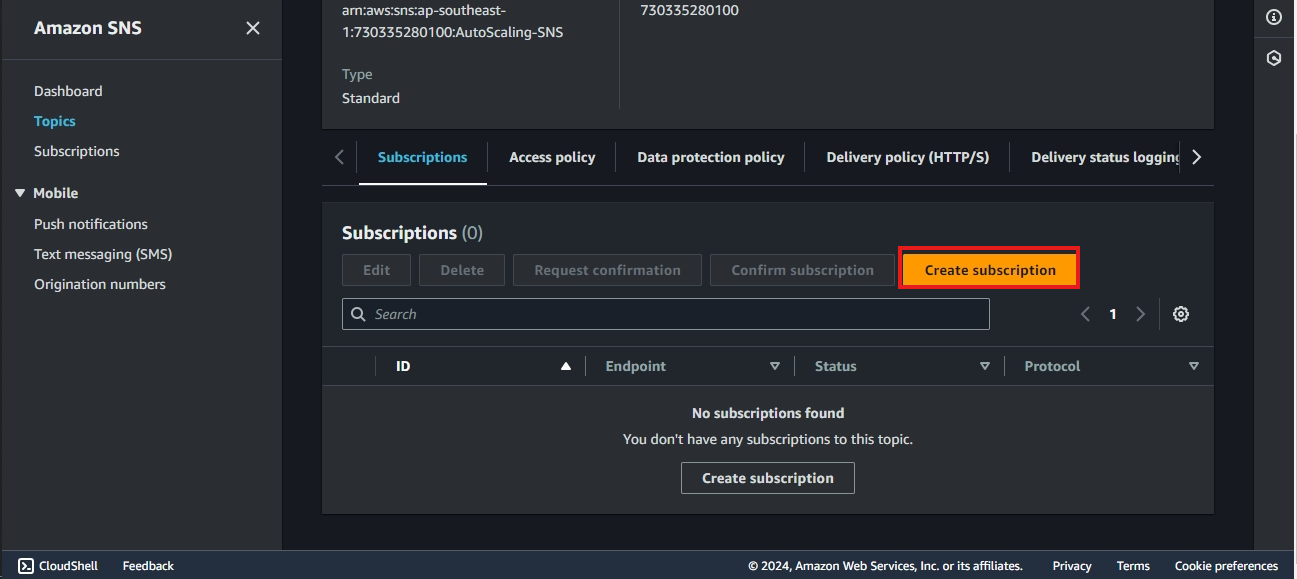 Amazon SNS
Dashboard
Topics
Subscriptions
Mobile
Push notifications
Text messaging (SMS)
Origination numbers
arn:aws:sns:ap-southeast-
1:730335280100:AutoScaling-SNS
730335280100
Type
Standard
Subscriptions Access policy Data protection policy Delivery policy (HTTP/S) Delivery status logging
Subscriptions (0)
Edit Delete Request confirmation Confirm subscription Create subscription
Search
1
ID Endpoint Status Protocol
No subscriptions found
You don't have any subscriptions to this topic.
Create subscription
CloudShell Feedback © 2024, Amazon Web Services, Inc. or its affiliates. Privacy Terms Cookie preferences